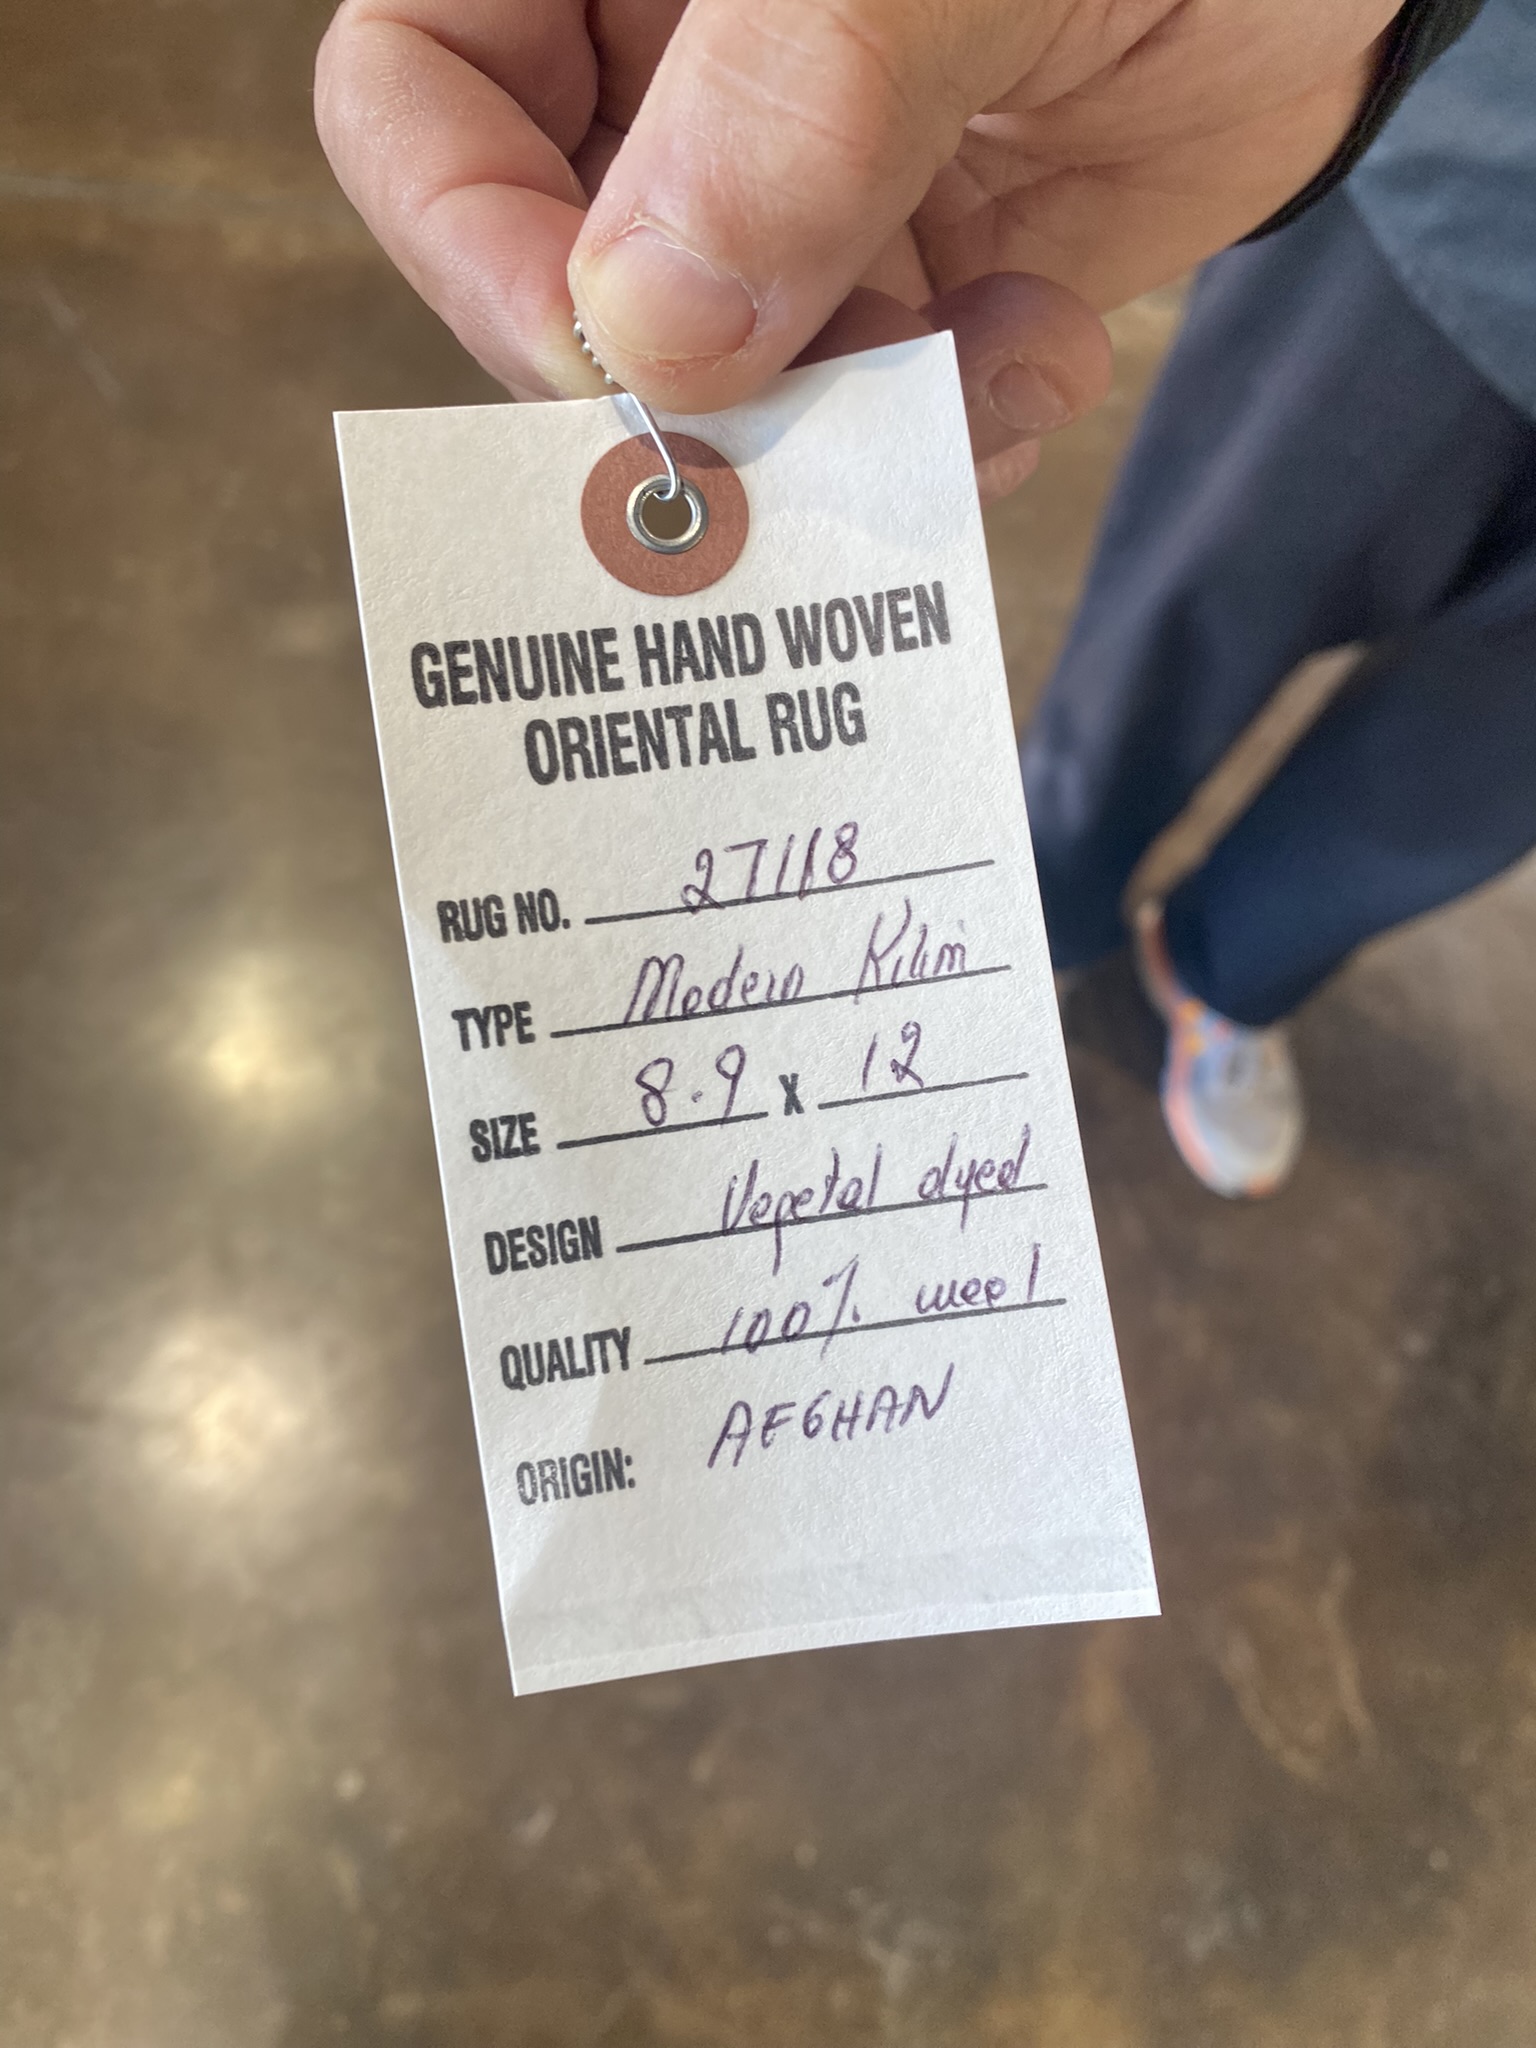 GENUINE HAND WOVEN
ORIENTAL RUG
RUG NO. 27118
TYPE Modern Kilim
SIZE 8.9 X 12
DESIGN Vegetal dyed
QUALITY 100% wool
ORIGIN: AFGHAN